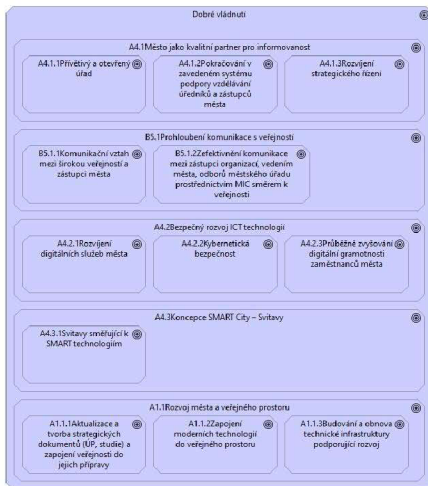 Dobré vládnutí
A4.1Město jako kvalitní partner pro informovanost
A4.1.1Přívětivý a otevřený
úřad
A4.1.2Pokračování v
zavedeném systému
podpory vzdělávání
úředníků a zástupců
města
A4.1.3Rozvíjení
strategického řízení
B5.1Prohloubení komunikace s veřejností
B5.1.1Komunikační vztah
mezi širokou veřejností a
zástupci města
B5.1.2Zefektivnění komunikace
mezi zástupci organizací, vedením
města, odborů městského úřadu
prostřednictvím MIC směrem k
veřejnosti
A4.2Bezpečný rozvoj ICT technologií
A4.2.1Rozvíjení
digitálních služeb města
A4.2.2Kybernetická
bezpečnost
A4.2.3Průběžné zvyšování
digitální gramotnosti
zaměstnanců města
A4.3Koncepce SMART City – Svitavy
A4.3.1Svitavy směřující k
SMART technologiím
A1.1Rozvoj města a veřejného prostoru
A1.1.1Aktualizace a
tvorba strategických
dokumentů (ÚP, studie) a
zapojení veřejnosti do
jejich přípravy
A1.1.2Zapojení
moderních technologií
do veřejného prostoru
A1.1.3Budování a obnova
technické infrastruktury
podporující rozvoj